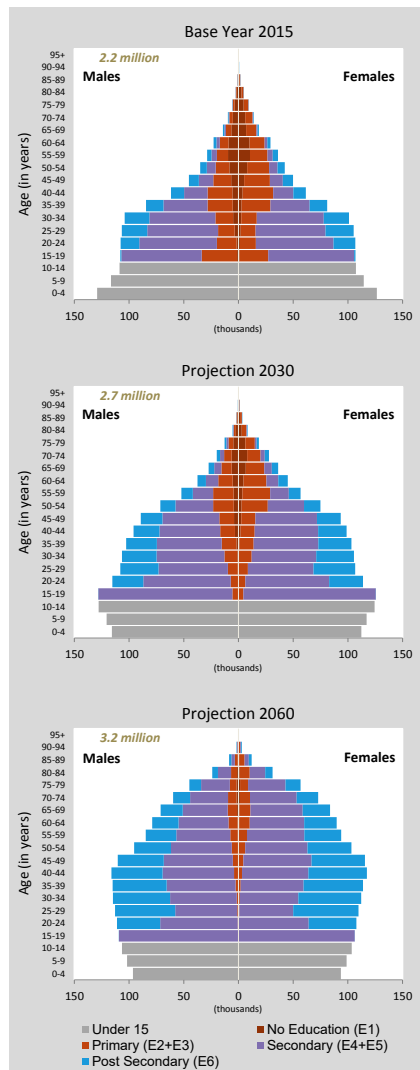 Base Year 2015
2.2 million
Males
Females
Age (in years)
95+
90-94
85-89
80-84
75-79
70-74
65-69
60-64
55-59
50-54
45-49
40-44
35-39
30-34
25-29
20-24
15-19
10-14
5-9
0-4
150 100 50 0 50 100 150
(thousands)
Projection 2030
2.7 million
Males
Females
Age (in years)
95+
90-94
85-89
80-84
75-79
70-74
65-69
60-64
55-59
50-54
45-49
40-44
35-39
30-34
25-29
20-24
15-19
10-14
5-9
0-4
150 100 50 0 50 100 150
(thousands)
Projection 2060
3.2 million
Males
Females
Age (in years)
95+
90-94
85-89
80-84
75-79
70-74
65-69
60-64
55-59
50-54
45-49
40-44
35-39
30-34
25-29
20-24
15-19
10-14
5-9
0-4
150 100 50 0 50 100 150
(thousands)
Under 15 No Education (E1)
Primary (E2+E3) Secondary (E4+E5)
Post Secondary (E6)